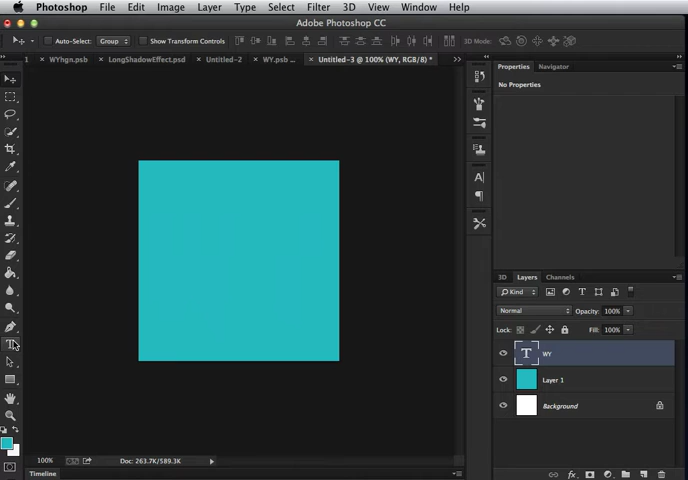 Photoshop File Edit Image Layer Type Select Filter 3D View Window Help
Adobe Photoshop CC
Auto-Select: Group Show Transform Controls 3D Mode:
1 × WYhgn.psb × LongShadowEffect.psd × Untitled-2 × WY.psb ... × Untitled-3 @ 100% (WY, RGB/8) * >>
Properties Navigator
No Properties
A|
3D Layers Channels
Kind T
Normal Opacity: 100%
Lock: Fill: 100%
T WY
Layer 1
Background
100% Doc: 263.7K/589.3K
fx
Timeline